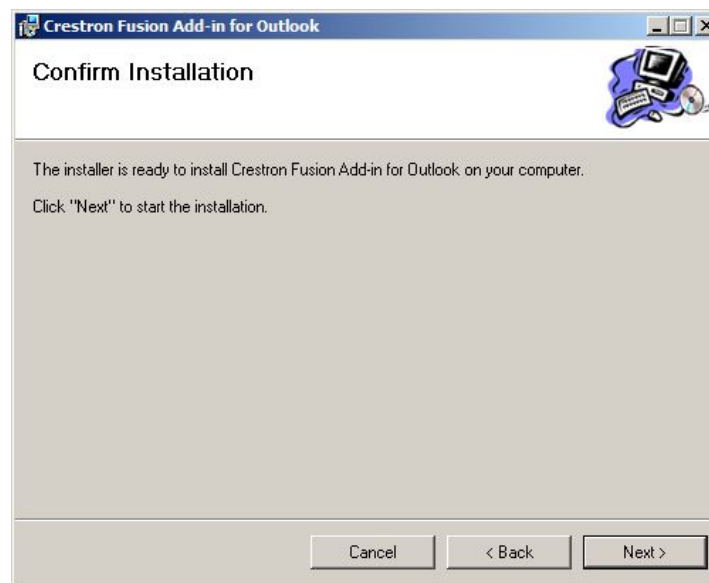 Crestron Fusion Add-in for Outlook
Confirm Installation
The installer is ready to install Crestron Fusion Add-in for Outlook on your computer.
Click "Next" to start the installation.
Cancel
< Back
Next >